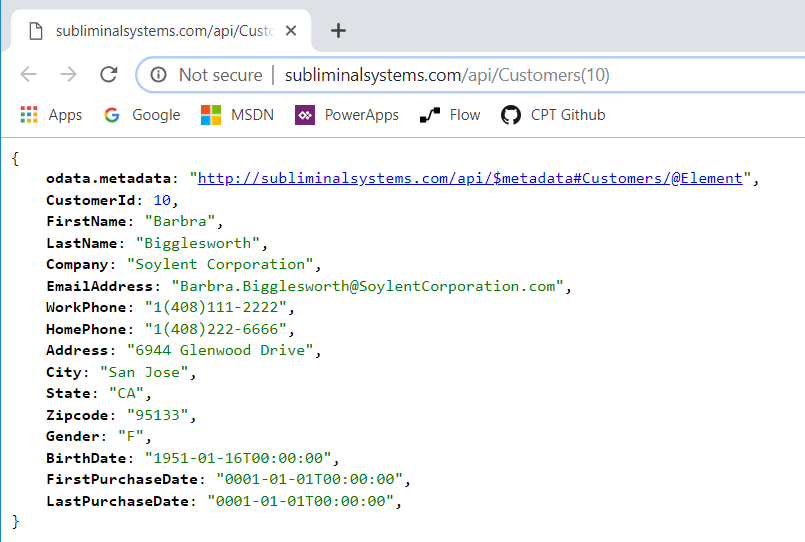 subliminalsystems.com/api/Custo
Not secure | subliminalsystems.com/api/Customers(10)
Apps Google MSDN PowerApps Flow CPT Github
{
odata.metadata: "http://subliminalsystems.com/api/$metadata#Customers/@Element",
CustomerId: 10,
FirstName: "Barbra",
LastName: "Bigglesworth",
Company: "Soylent Corporation",
EmailAddress: "Barbra.Bigglesworth@SoylentCorporation.com",
WorkPhone: "1(408)111-2222",
HomePhone: "1(408)222-6666",
Address: "6944 Glenwood Drive",
City: "San Jose",
State: "CA",
Zipcode: "95133",
Gender: "F",
BirthDate: "1951-01-16T00:00:00",
FirstPurchaseDate: "0001-01-01T00:00:00",
LastPurchaseDate: "0001-01-01T00:00:00",
}